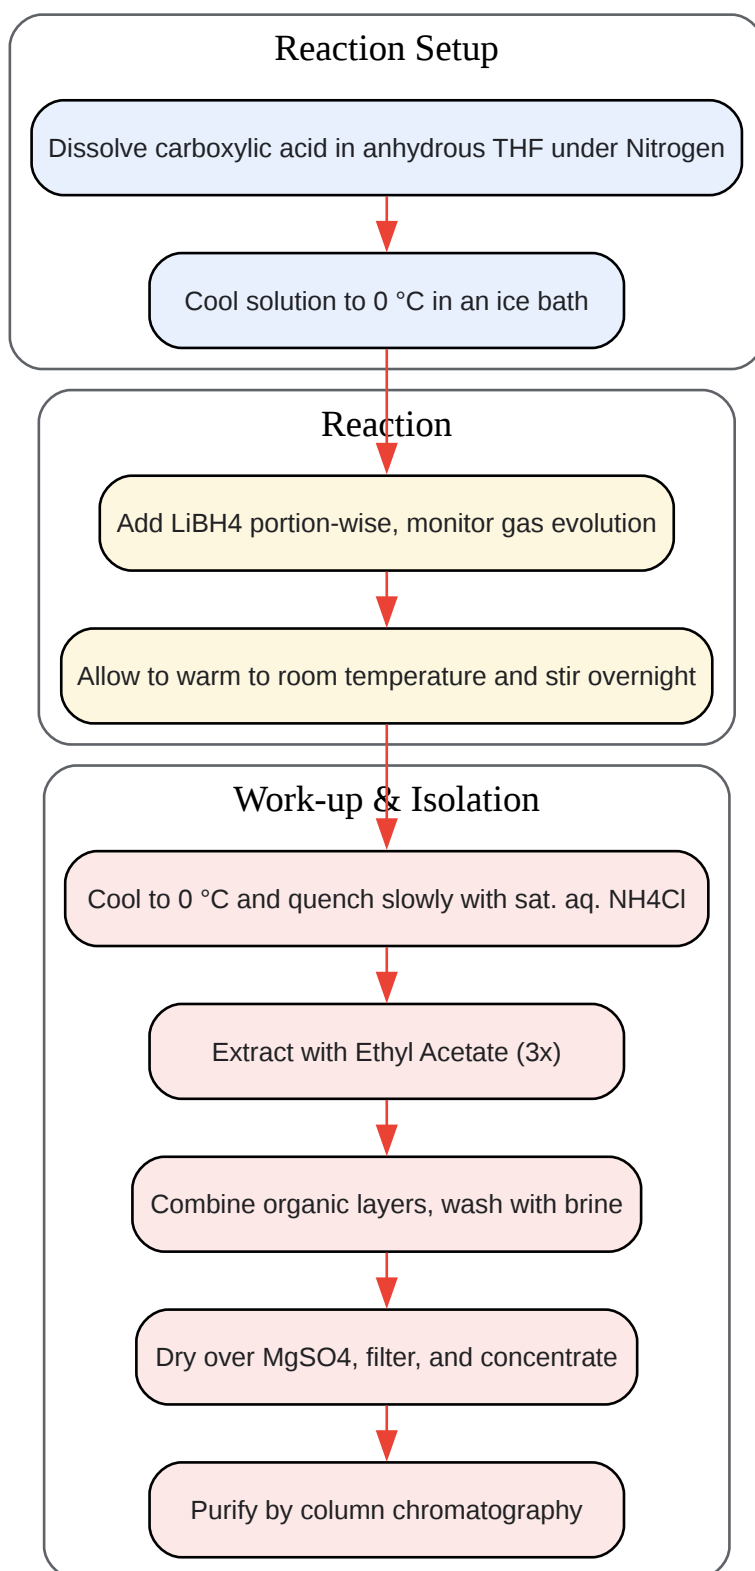 Reaction Setup
Dissolve carboxylic acid in anhydrous THF under Nitrogen
Cool solution to 0 °C in an ice bath
Reaction
Add LiBH4 portion-wise, monitor gas evolution
Allow to warm to room temperature and stir overnight
Work-up & Isolation
Cool to 0 °C and quench slowly with sat. aq. NH4Cl
Extract with Ethyl Acetate (3x)
Combine organic layers, wash with brine
Dry over MgSO4, filter, and concentrate
Purify by column chromatography